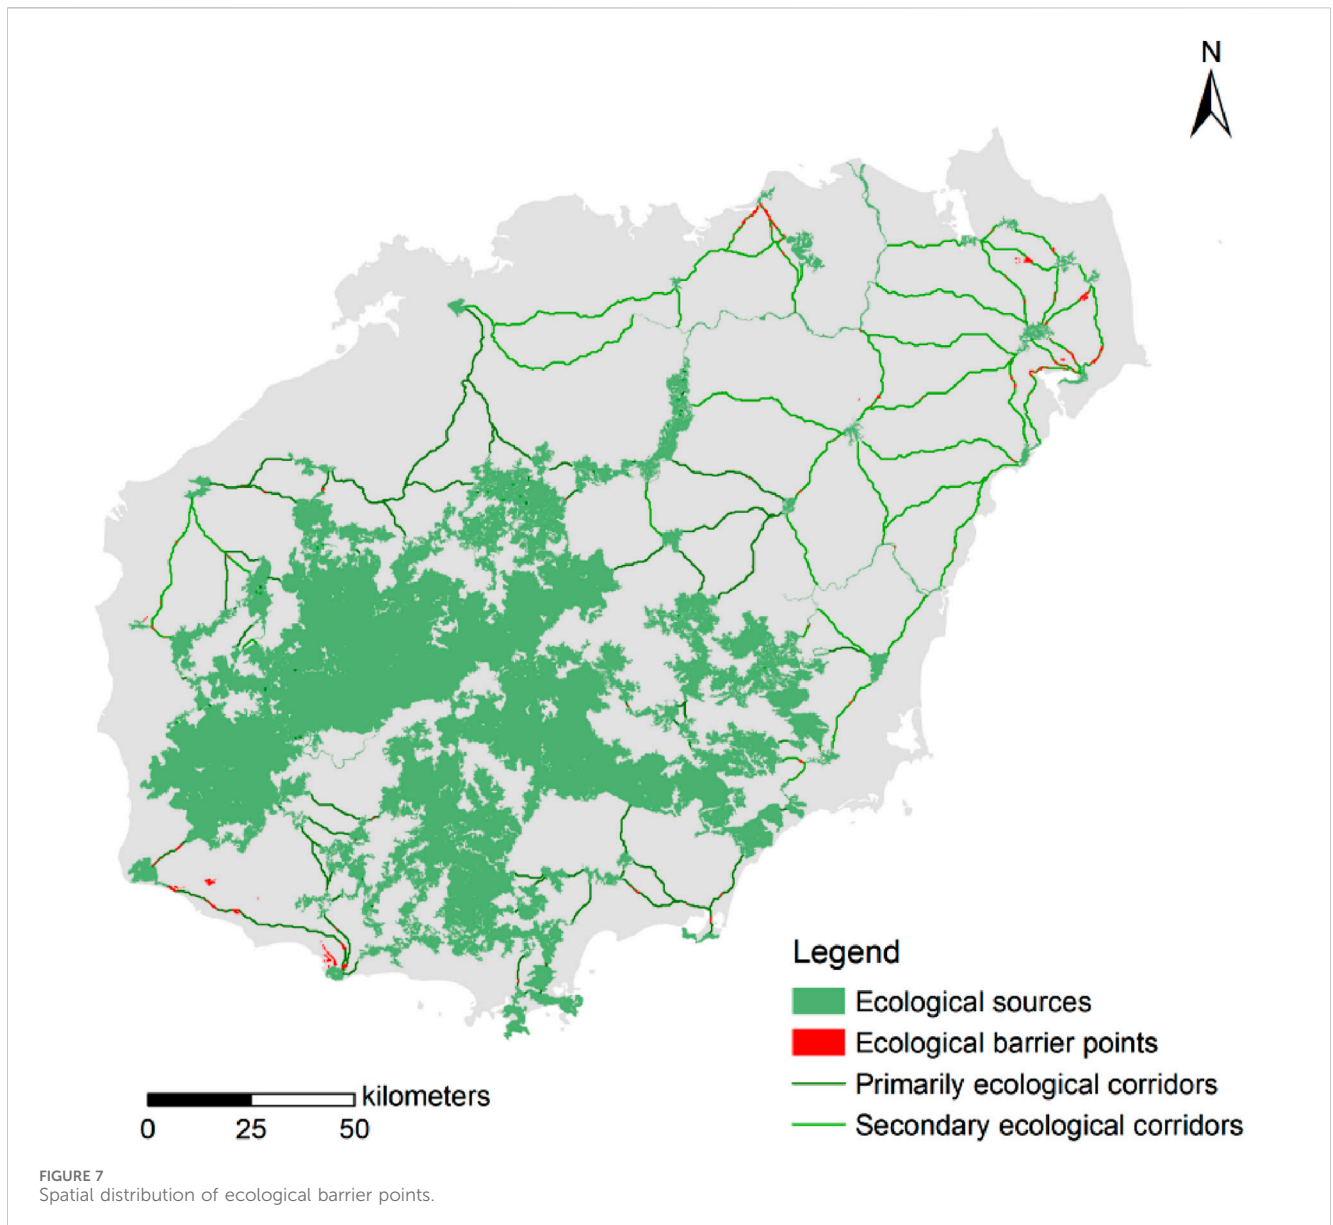 N
Legend
Ecological sources
Ecological barrier points
Primarily ecological corridors
Secondary ecological corridors
kilometers
0 25 50
FIGURE 7
Spatial distribution of ecological barrier points.